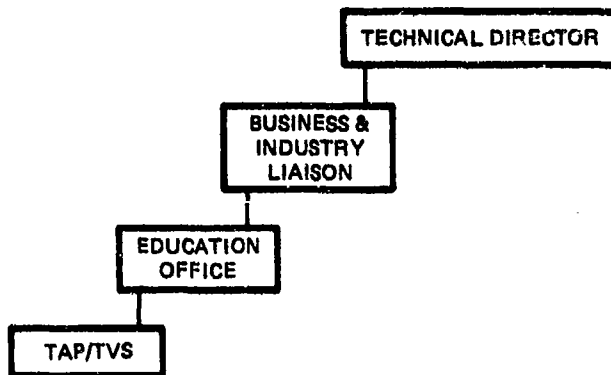 TECHNICAL DIRECTOR
BUSINESS &
INDUSTRY
LIAISON
EDUCATION
OFFICE
TAP/TVS